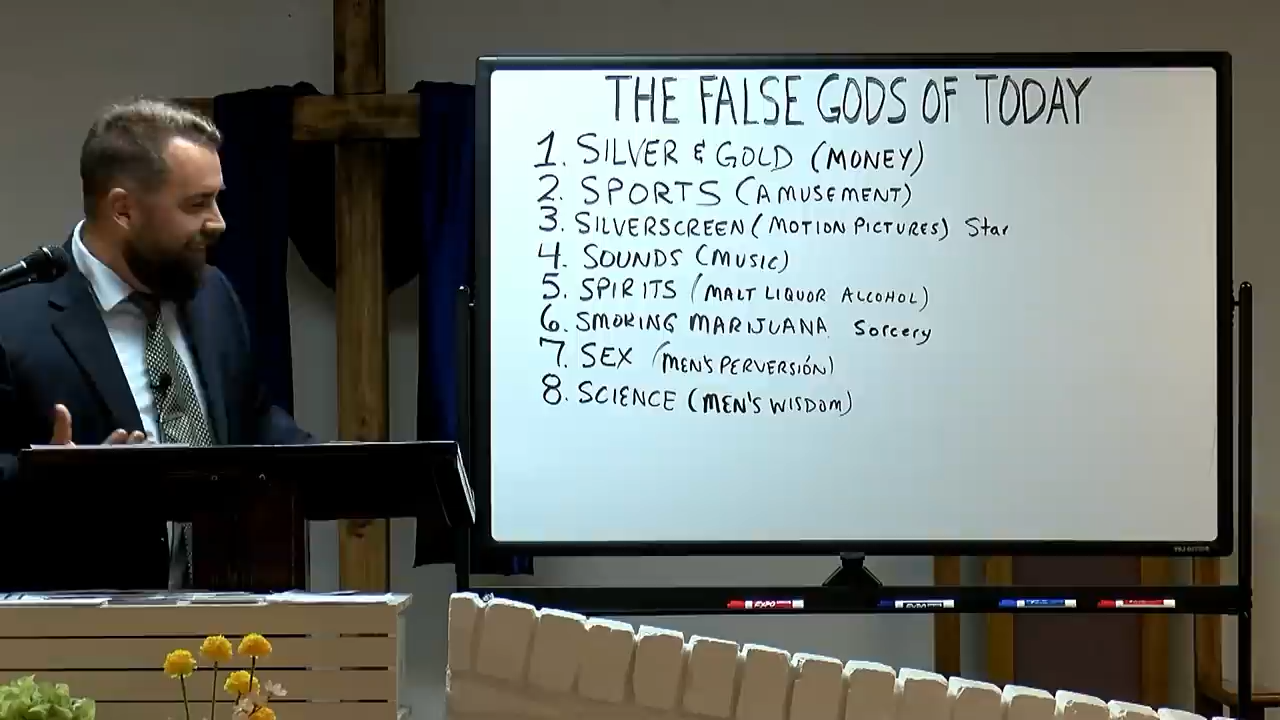 THE FALSE GODS OF TODAY
1. SILVER & GOLD (MONEY)
2. SPORTS (AMUSEMENT)
3. SILVERSCREEN (MOTION PICTURES) Star
4. SOUNDS (MUSIC)
5. SPIRITS (MALT LIQUOR ALCOHOL)
6. SMOKING MARIJUANA Sorcery
7. SEX (MEN'S PERVERSIÓN)
8. SCIENCE (MEN'S WISDOM)
EXPO